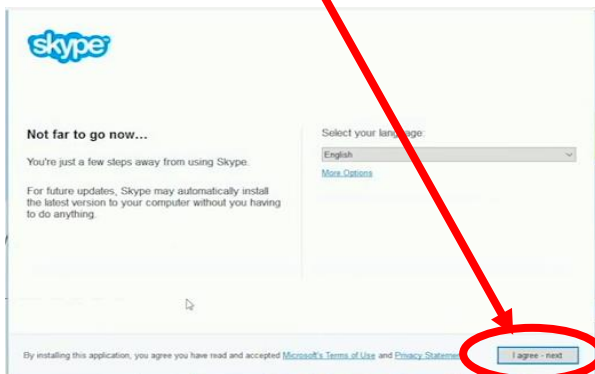 skype
Not far to go now...
Select your language:
English
You're just a few steps away from using Skype.
More Options
For future updates, Skype may automatically install
the latest version to your computer without you having
to do anything.
By installing this application, you agree you have read and accepted Microsoft's Terms of Use and Privacy Statement
I agree - next